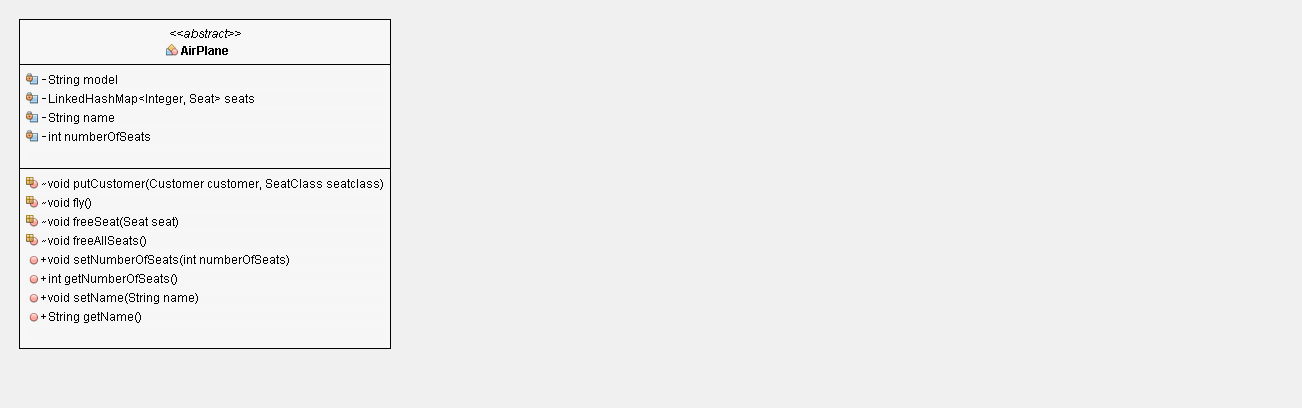 <<abstract>>
AirPlane
-String model
-LinkedHashMap<Integer, Seat> seats
-String name
-int numberOfSeats
~void putCustomer(Customer customer, SeatClass seatclass)
~void fly()
~void freeSeat(Seat seat)
~void freeAllSeats()
+void setNumberOfSeats(int numberOfSeats)
+int getNumberOfSeats()
+void setName(String name)
+String getName()